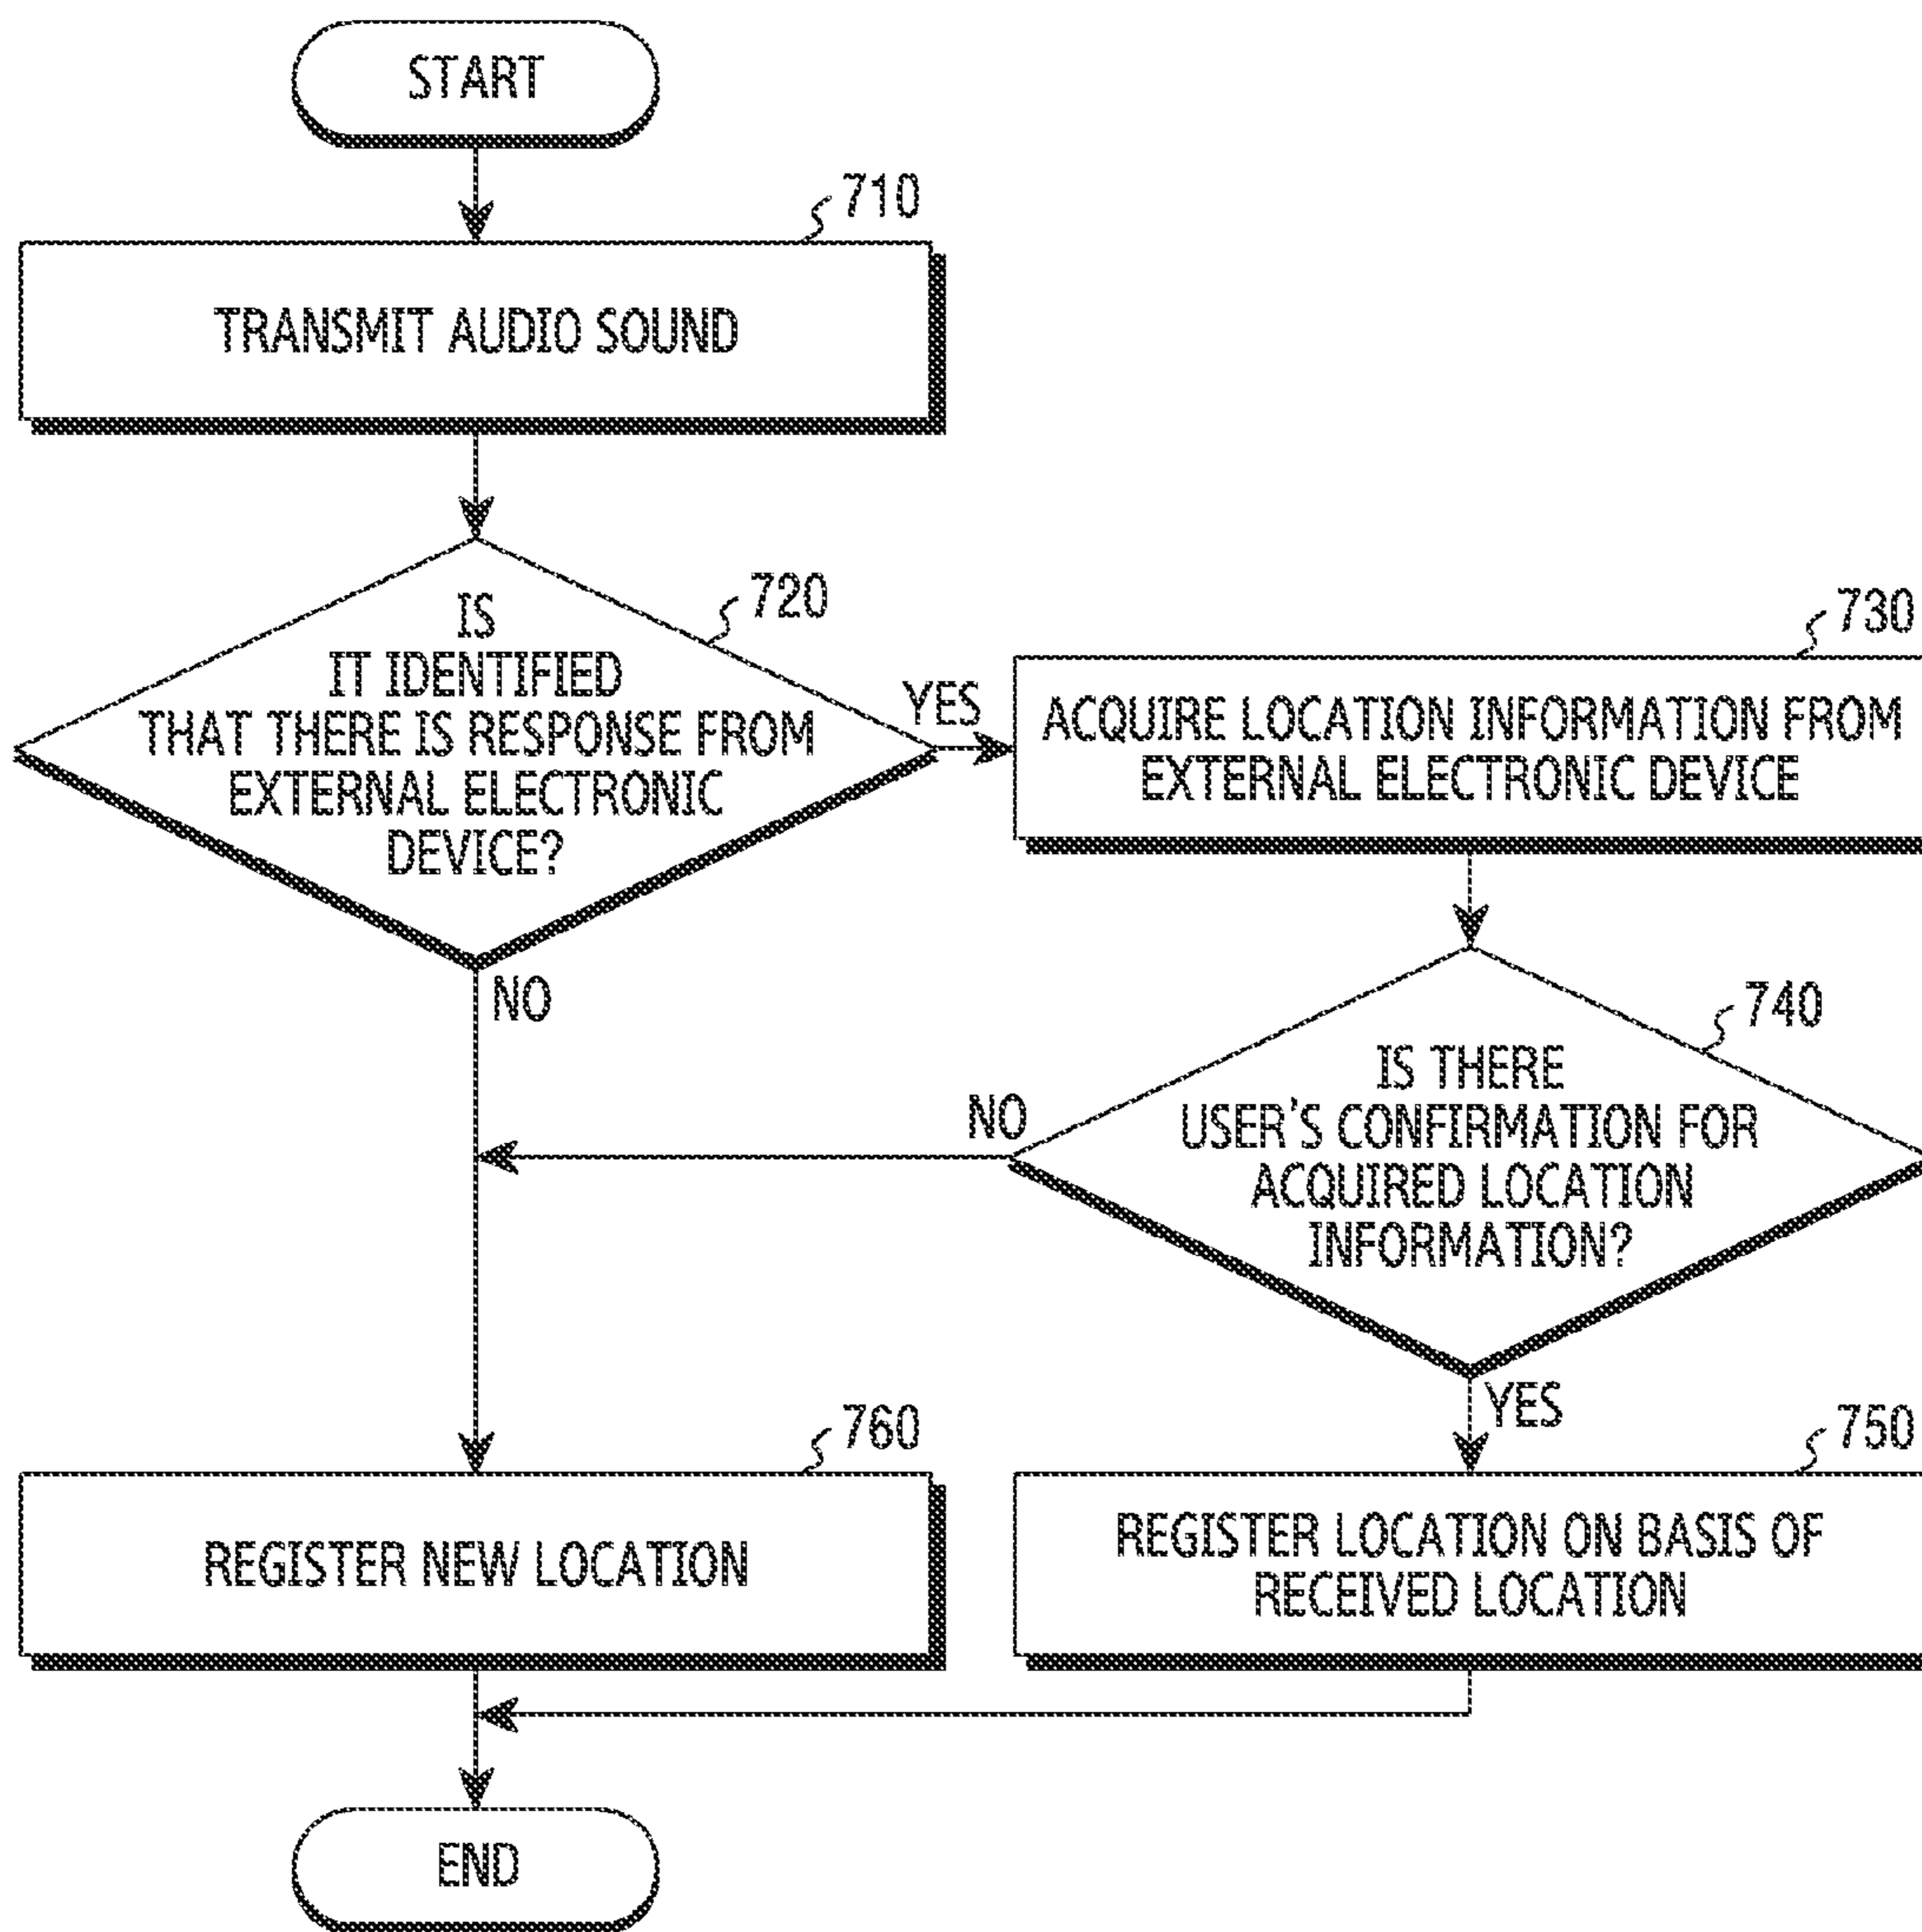 START
710
TRANSMIT AUDIO SOUND
720
IS
IT IDENTIFIED
THAT THERE IS RESPONSE FROM
EXTERNAL ELECTRONIC
DEVICE?
YES
NO
730
ACQUIRE LOCATION INFORMATION FROM
EXTERNAL ELECTRONIC DEVICE
740
IS THERE
USER'S CONFIRMATION FOR
ACQUIRED LOCATION
INFORMATION?
NO
YES
760
REGISTER NEW LOCATION
750
REGISTER LOCATION ON BASIS OF
RECEIVED LOCATION
END